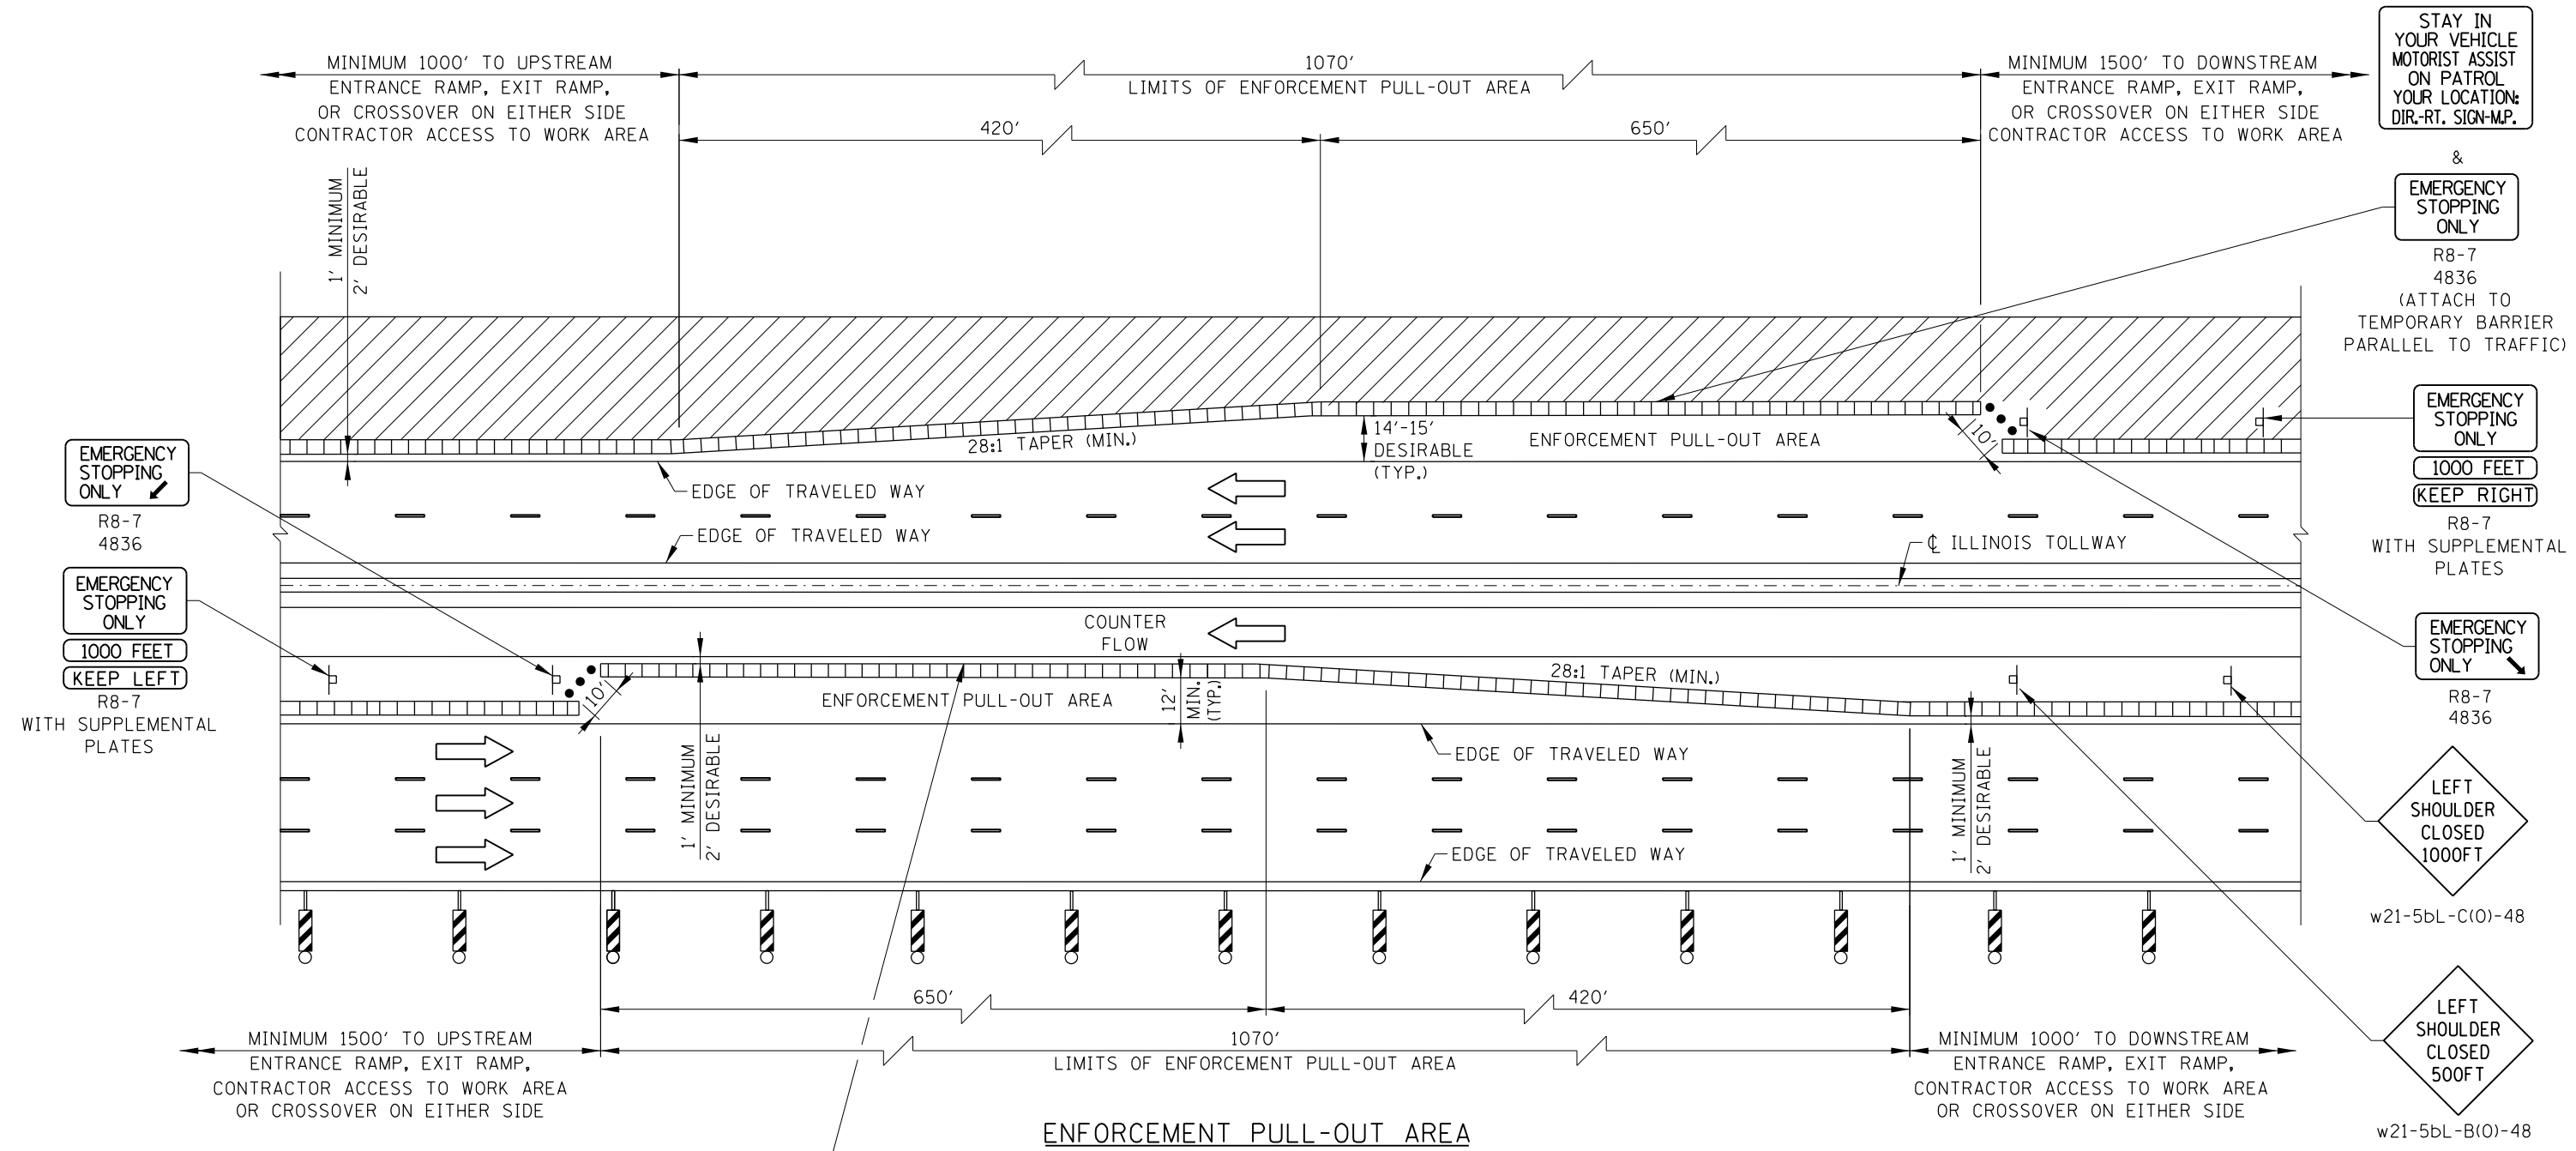 MINIMUM 1000' TO UPSTREAM
ENTRANCE RAMP, EXIT RAMP,
OR CROSSOVER ON EITHER SIDE
CONTRACTOR ACCESS TO WORK AREA
1070'
LIMITS OF ENFORCEMENT PULL-OUT AREA
MINIMUM 1500' TO DOWNSTREAM
ENTRANCE RAMP, EXIT RAMP,
OR CROSSOVER ON EITHER SIDE
CONTRACTOR ACCESS TO WORK AREA
420'
650'
STAY IN
YOUR VEHICLE
MOTORIST ASSIST
ON PATROL
YOUR LOCATION:
DIR.-RT. SIGN-M.P.
&
EMERGENCY
STOPPING
ONLY
R8-7
4836
(ATTACH TO
TEMPORARY BARRIER
PARALLEL TO TRAFFIC)
1' MINIMUM
2' DESIRABLE
28:1 TAPER (MIN.)
14'-15'
DESIRABLE
(TYP.)
ENFORCEMENT PULL-OUT AREA
10'
EMERGENCY
STOPPING
ONLY
1000 FEET
KEEP RIGHT
R8-7
WITH SUPPLEMENTAL
PLATES
EMERGENCY
STOPPING
ONLY
R8-7
4836
EDGE OF TRAVELED WAY
EDGE OF TRAVELED WAY
℄ ILLINOIS TOLLWAY
EMERGENCY
STOPPING
ONLY
1000 FEET
KEEP LEFT
R8-7
WITH SUPPLEMENTAL
PLATES
COUNTER
FLOW
10'
ENFORCEMENT PULL-OUT AREA
12'
MIN.
(TYP.)
28:1 TAPER (MIN.)
EMERGENCY
STOPPING
ONLY
R8-7
4836
1' MINIMUM
2' DESIRABLE
EDGE OF TRAVELED WAY
1' MINIMUM
2' DESIRABLE
EDGE OF TRAVELED WAY
LEFT
SHOULDER
CLOSED
1000FT
w21-5bL-C(O)-48
650'
420'
MINIMUM 1500' TO UPSTREAM
ENTRANCE RAMP, EXIT RAMP,
CONTRACTOR ACCESS TO WORK AREA
OR CROSSOVER ON EITHER SIDE
1070'
LIMITS OF ENFORCEMENT PULL-OUT AREA
MINIMUM 1000' TO DOWNSTREAM
ENTRANCE RAMP, EXIT RAMP,
CONTRACTOR ACCESS TO WORK AREA
OR CROSSOVER ON EITHER SIDE
LEFT
SHOULDER
CLOSED
500FT
w21-5bL-B(O)-48
ENFORCEMENT PULL-OUT AREA